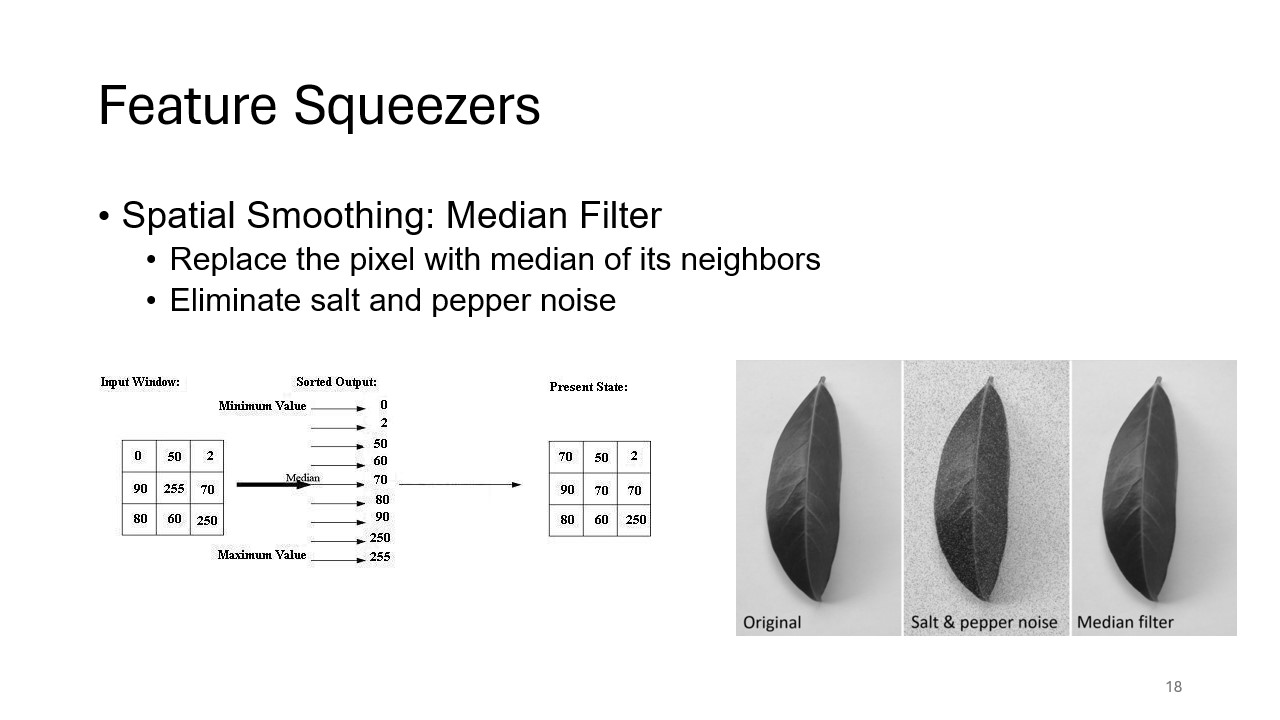 Feature Squeezers
• Spatial Smoothing: Median Filter
• Replace the pixel with median of its neighbors
• Eliminate salt and pepper noise
Input Window:
0 50 2
90 255 70
80 60 250
Sorted Output:
Minimum Value 0
2
50
60
Median 70
80
90
250
Maximum Value 255
Present State:
70 50 2
90 70 70
80 60 250
Original
Salt & pepper noise
Median filter
18